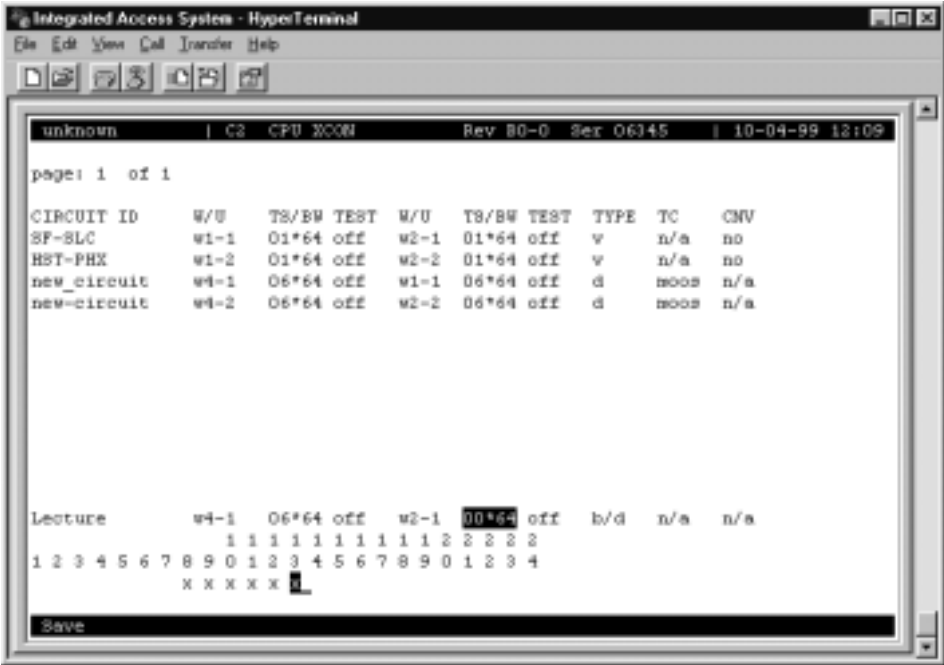 Integrated Access System - HyperTerminal
File Edit View Call Transfer Help
unknown | C2 CPU XCON Rev B0-0 Ser 06345 | 10-04-99 12:09
page: 1 of 1
CIRCUIT ID W/U TS/BW TEST W/U TS/BW TEST TYPE TC CNV
SF-SLC w1-1 01*64 off w2-1 01*64 off v n/a no
HST-PHX w1-2 01*64 off w2-2 01*64 off v n/a no
new_circuit w4-1 06*64 off w1-1 06*64 off d moos n/a
new-circuit w4-2 06*64 off w2-2 06*64 off d moos n/a
Lecture w4-1 06*64 off w2-1 00*64 off b/d n/a n/a
1 1 1 1 1 1 1 1 1 1 2 2 2 2 2
1 2 3 4 5 6 7 8 9 0 1 2 3 4 5 6 7 8 9 0 1 2 3 4
x x x x x x_
Save